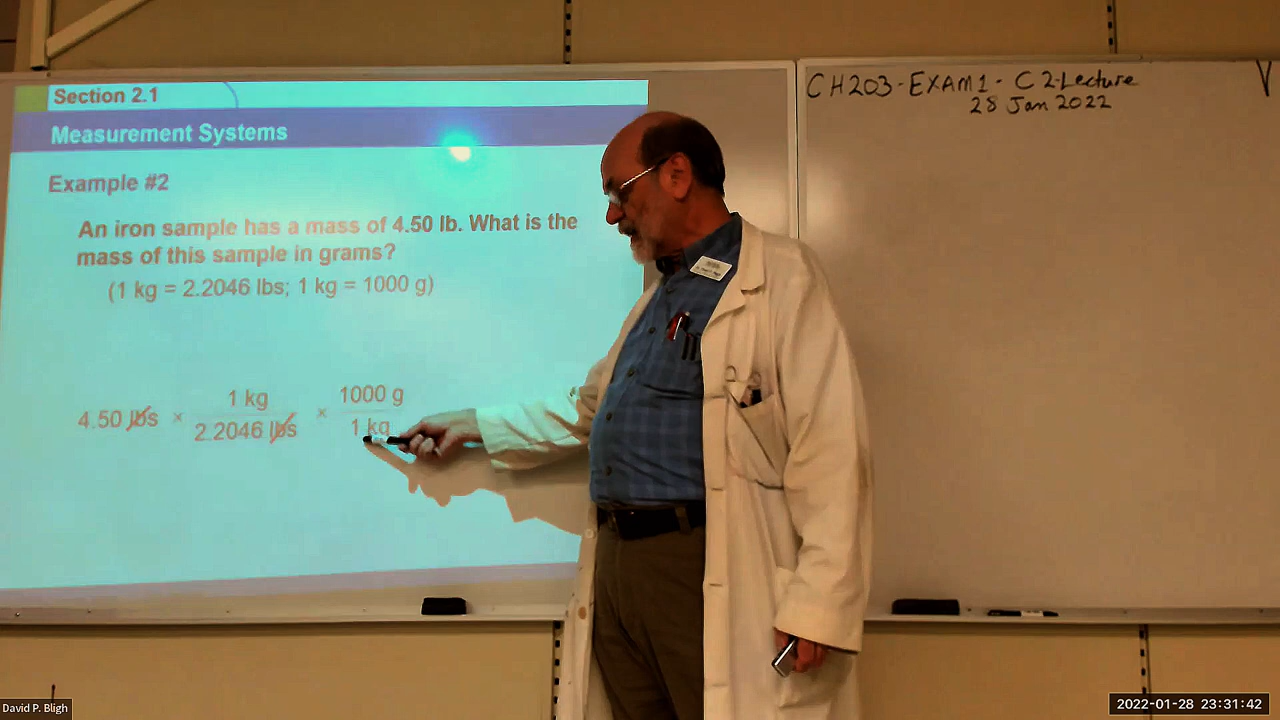 Section 2.1
Measurement Systems
Example #2
An iron sample has a mass of 4.50 lb. What is the
mass of this sample in grams?
(1 kg = 2.2046 lbs; 1 kg = 1000 g)
4.50 lbs × 1 kg × 1000 g
2.2046 lbs 1 kg
CH203-EXAM1-C2-Lecture
28 Jan 2022
David P. Bligh
2022-01-28 23:31:42